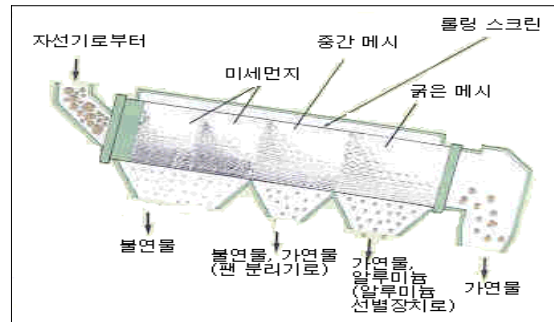 롤링 스크린
중간 메시
자선기로부터
미세먼지
굵은 메시
불연물
불연물, 가연물
(팬 분리기로)
가연물,
알루미늄
(알루미늄
선별장치로)
가연물